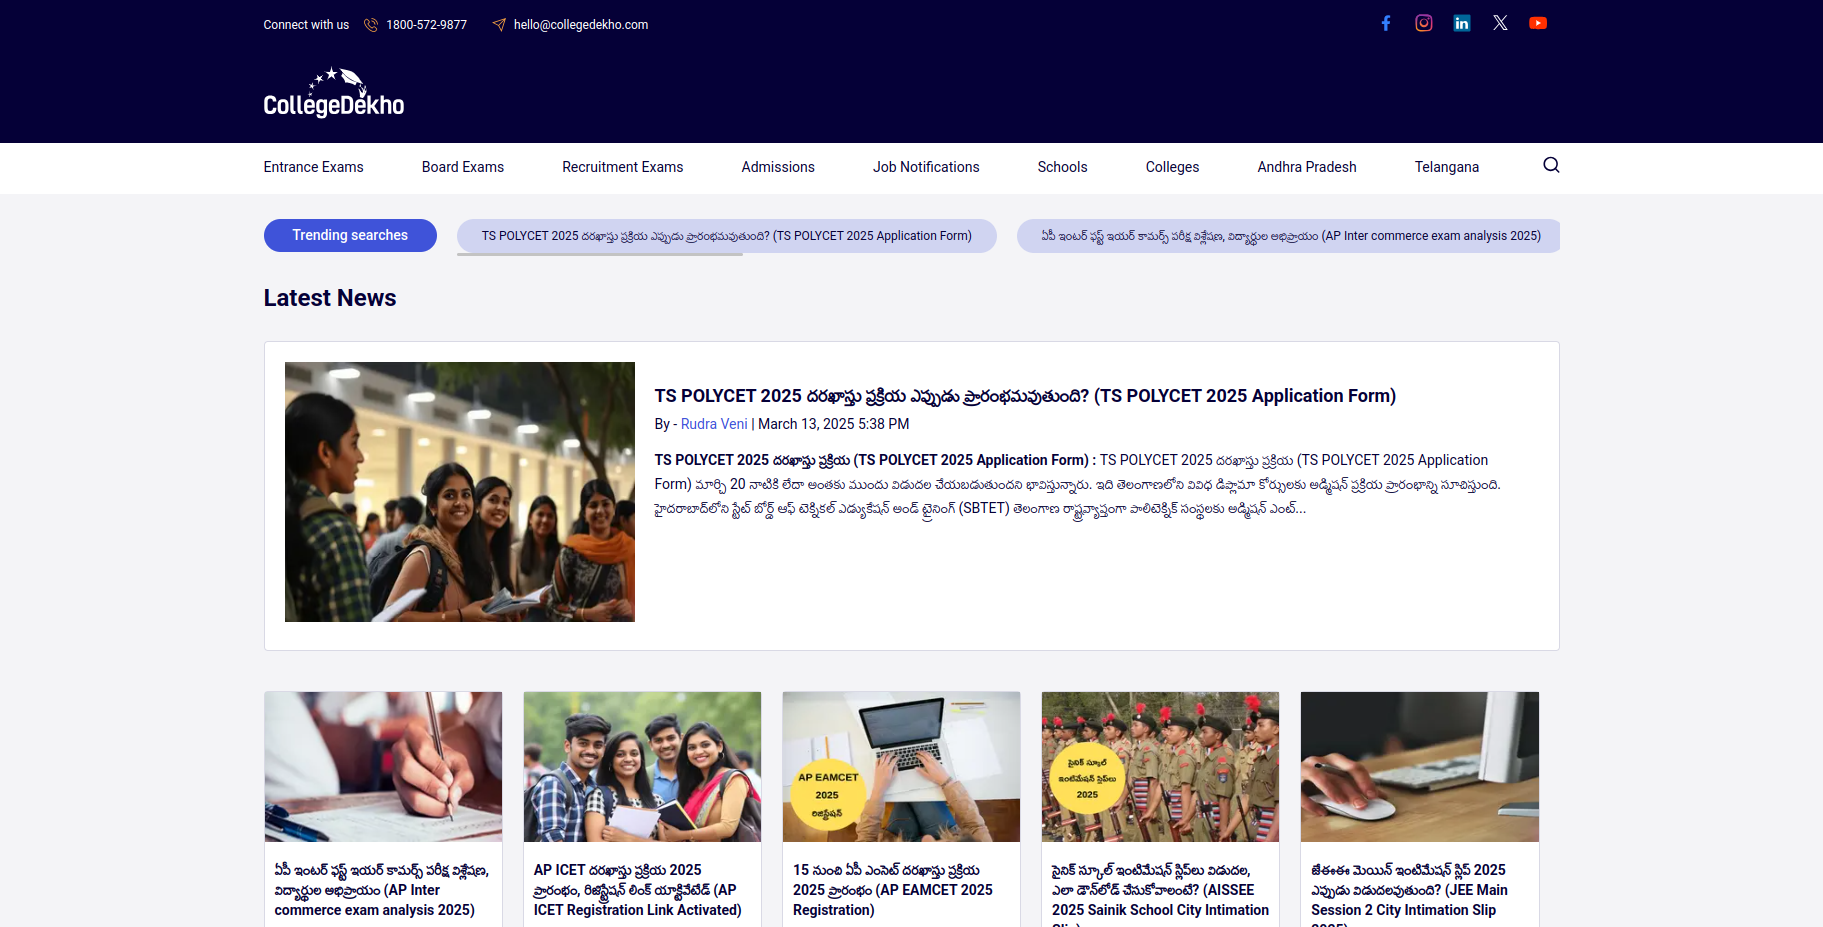 Connect with us 1800-572-9877 hello@collegedekho.com
CollegeDekho
Entrance Exams Board Exams Recruitment Exams Admissions Job Notifications Schools Colleges Andhra Pradesh Telangana
Trending searches TS POLYCET 2025 దరఖాస్తు ప్రక్రియ ఎప్పుడు ప్రారంభమవుతుంది? (TS POLYCET 2025 Application Form) ఏపీ ఇంటర్ ఫస్ట్ ఇయర్ కామర్స్ పరీక్ష విశ్లేషణ, విద్యార్థుల అభిప్రాయం (AP Inter commerce exam analysis 2025)
Latest News
TS POLYCET 2025 దరఖాస్తు ప్రక్రియ ఎప్పుడు ప్రారంభమవుతుంది? (TS POLYCET 2025 Application Form)
By - Rudra Veni | March 13, 2025 5:38 PM
TS POLYCET 2025 దరఖాస్తు ప్రక్రియ (TS POLYCET 2025 Application Form) : TS POLYCET 2025 దరఖాస్తు ప్రక్రియ (TS POLYCET 2025 Application
Form) మార్చి 20 నాటికి లేదా అంతకు ముందు విడుదల చేయబడుతుందని భావిస్తున్నారు. ఇది తెలంగాణలోని వివిధ డిప్లామా కోర్సులకు అడ్మిషన్ ప్రక్రియ ప్రారంభాన్ని సూచిస్తుంది.
హైదరాబాద్‌లోని స్టేట్ బోర్డ్ ఆఫ్ టెక్నికల్ ఎడ్యుకేషన్ అండ్ ట్రైనింగ్ (SBTET) తెలంగాణ రాష్ట్రవ్యాప్తంగా పాలిటెక్నిక్ సంస్థలకు అడ్మిషన్ ఎంట్...
AP EAMCET
2025
రిజిస్ట్రేషన్
సైనిక్ స్కూల్
ఇంటిమేషన్ స్లిప్‌లు
2025
ఏపీ ఇంటర్ ఫస్ట్ ఇయర్ కామర్స్ పరీక్ష విశ్లేషణ,
విద్యార్థుల అభిప్రాయం (AP Inter
commerce exam analysis 2025)
AP ICET దరఖాస్తు ప్రక్రియ 2025
ప్రారంభం, రిజిస్ట్రేషన్ లింక్ యాక్టివేటెడ్ (AP
ICET Registration Link Activated)
15 నుంచి ఏపీ ఎంసెట్ దరఖాస్తు ప్రక్రియ
2025 ప్రారంభం (AP EAMCET 2025
Registration)
సైనిక్ స్కూల్ ఇంటిమేషన్ స్లిప్‌లు విడుదల,
ఎలా డౌన్‌లోడ్ చేసుకోవాలంటే? (AISSEE
2025 Sainik School City Intimation
Slip)
జేఈఈ మెయిన్ ఇంటిమేషన్ స్లిప్ 2025
ఎప్పుడు విడుదలవుతుంది? (JEE Main
Session 2 City Intimation Slip
2025)